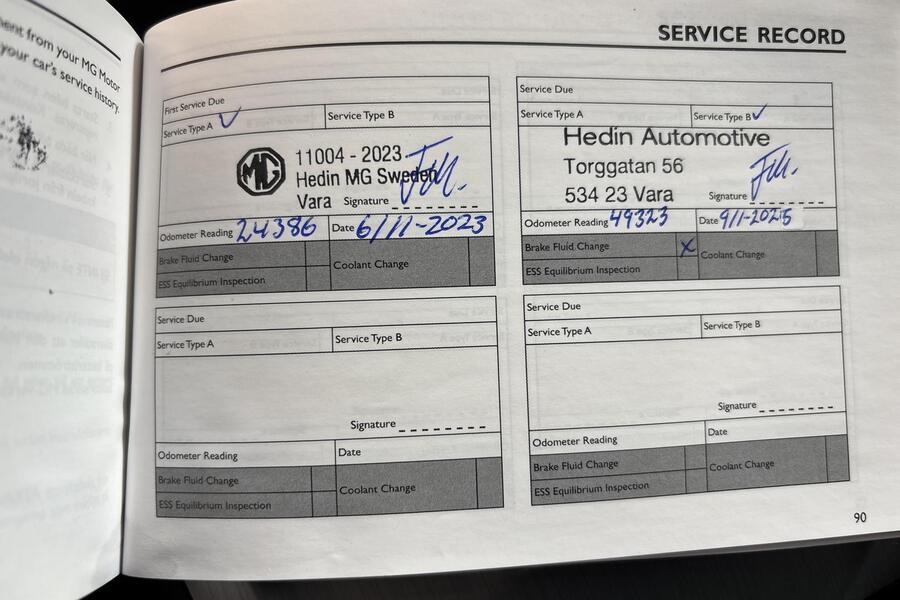 ment from your MG Motor
your car's service history.
SERVICE RECORD
First Service Due
Service Type A ✓
Service Type B
MG
11004 - 2023
Hedin MG Sweden
Vara
Signature
Odometer Reading 24386
Date 6/11-2023
Brake Fluid Change
Coolant Change
ESS Equilibrium Inspection
Service Due
Service Type A
Service Type B ✓
Hedin Automotive
Torggatan 56
534 23 Vara
Signature
Odometer Reading 49323
Date 9/1-2025
Brake Fluid Change X
Coolant Change
ESS Equilibrium Inspection
Service Due
Service Type A
Service Type B
Signature
Odometer Reading
Date
Brake Fluid Change
Coolant Change
ESS Equilibrium Inspection
Service Due
Service Type A
Service Type B
Signature
Odometer Reading
Date
Brake Fluid Change
Coolant Change
ESS Equilibrium Inspection
90